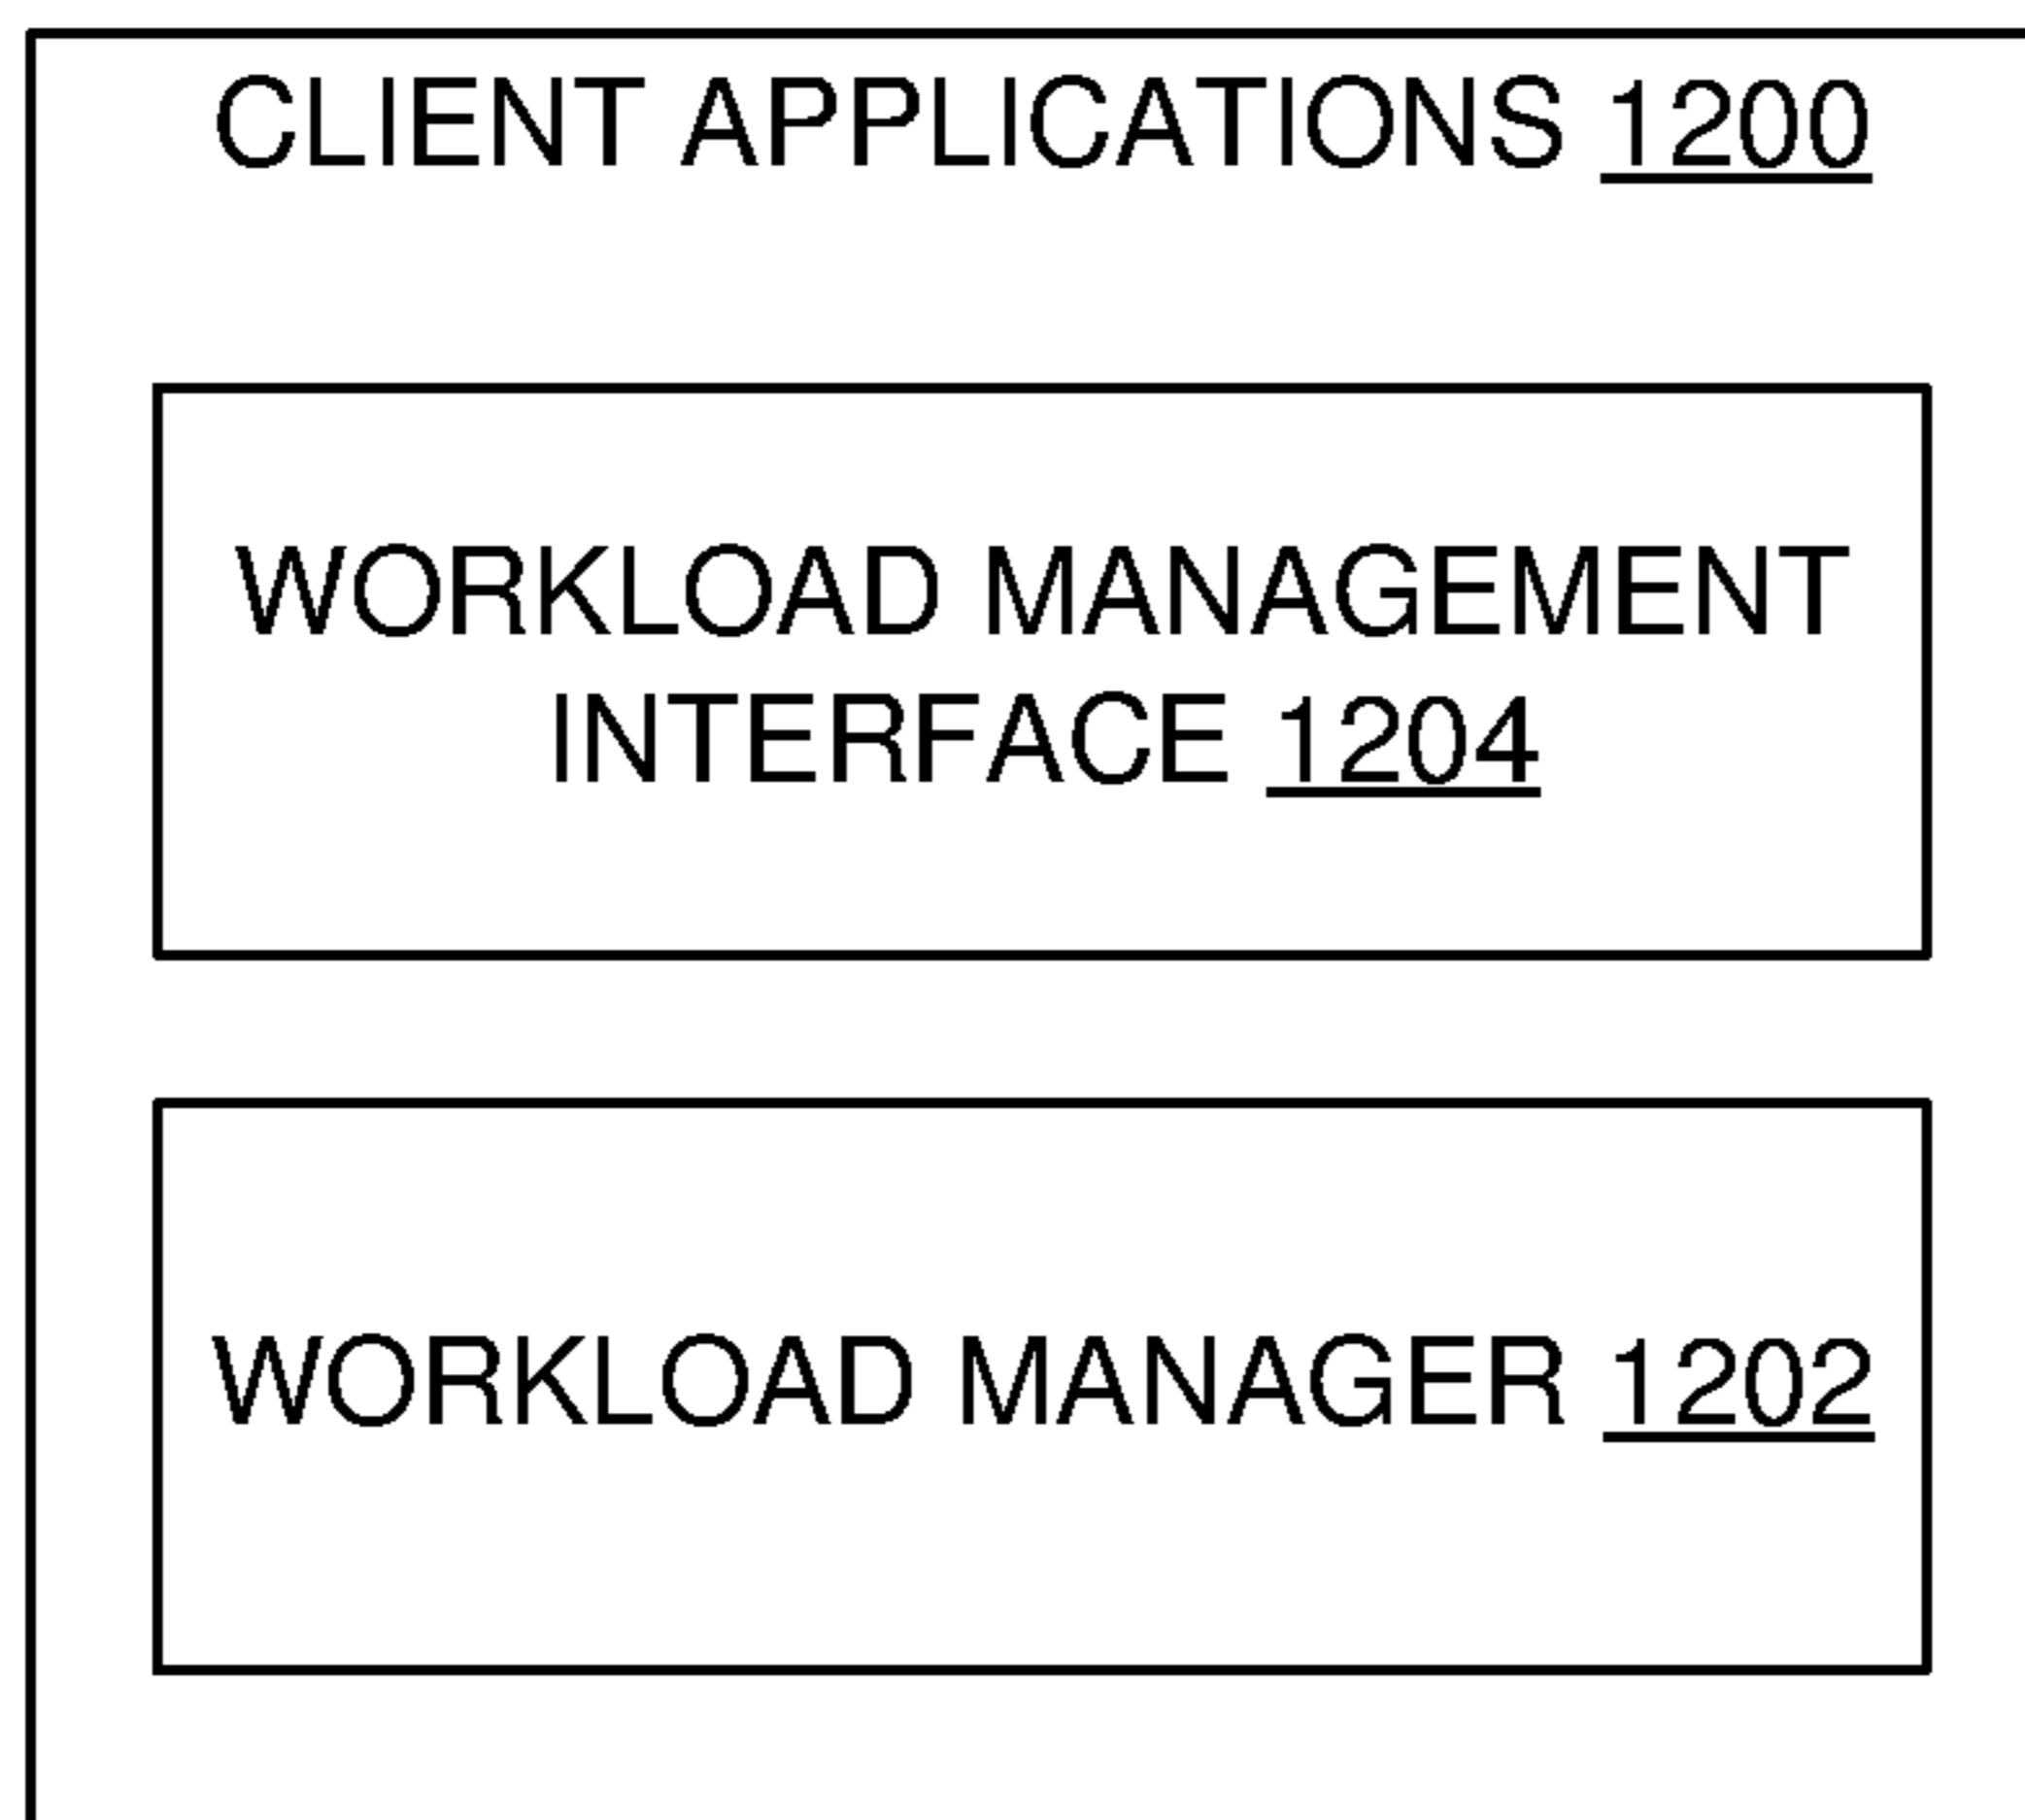 CLIENT APPLICATIONS 1200
WORKLOAD MANAGEMENT
INTERFACE 1204
WORKLOAD MANAGER 1202